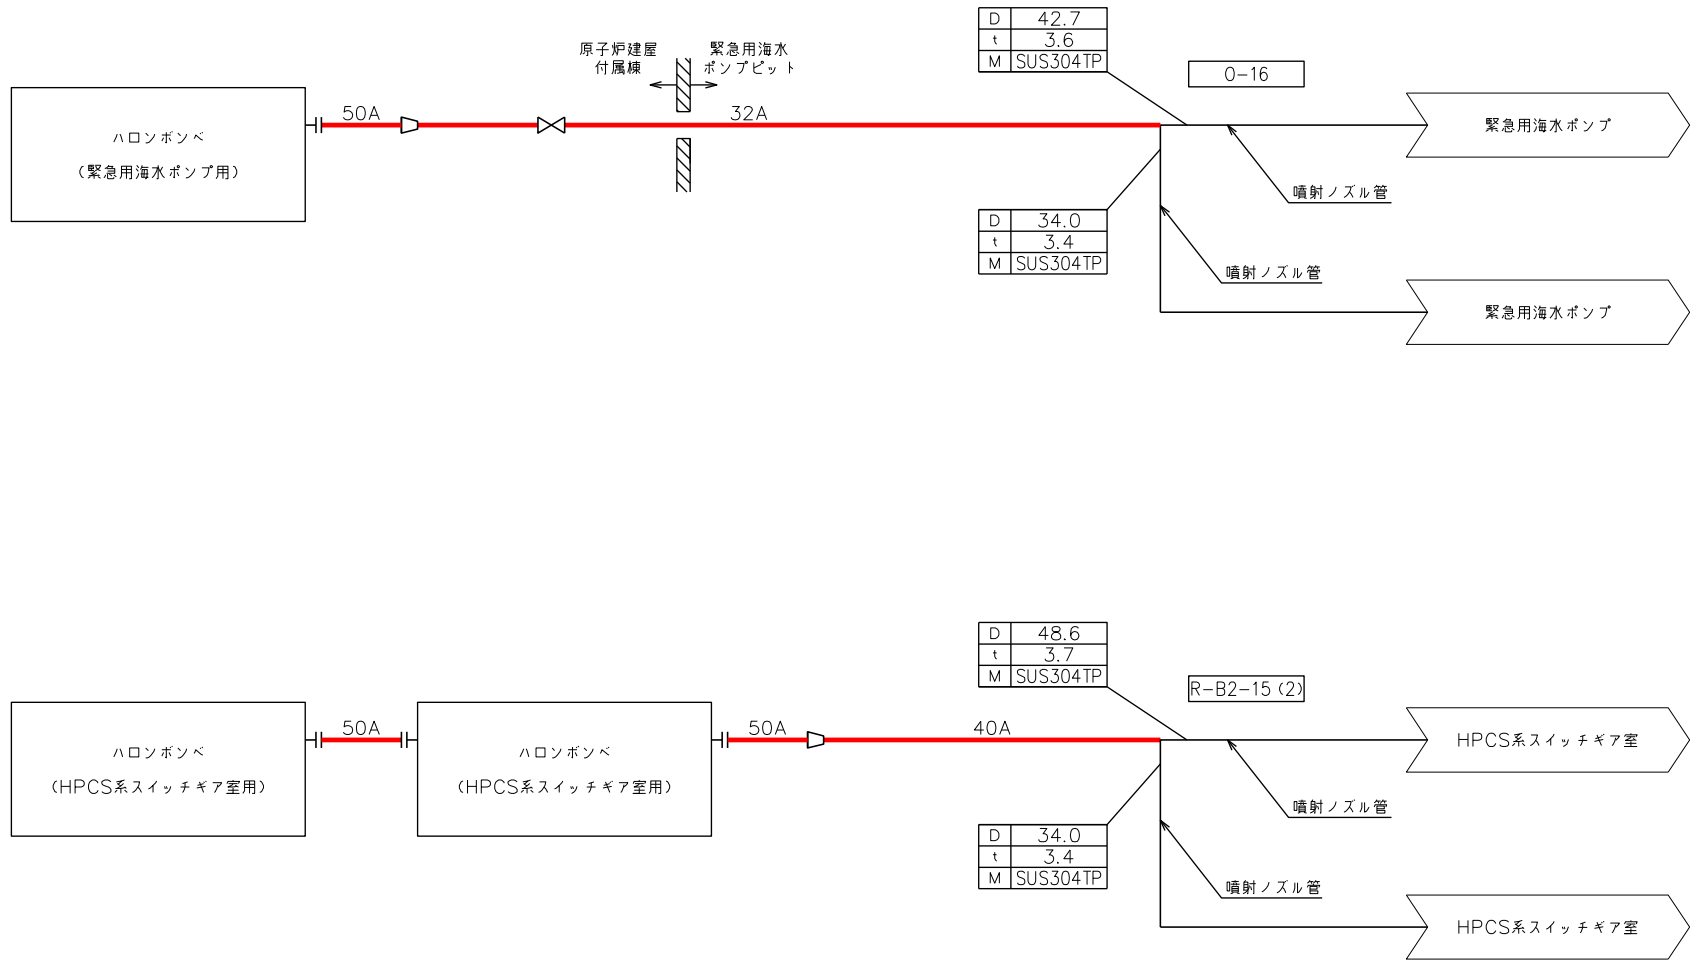 D 42.7
t 3.6
M SUS304TP
原子炉建屋
付属棟
緊急用海水
ポンプピット
O-16
50A
32A
ハロンボンベ
(緊急用海水ポンプ用)
緊急用海水ポンプ
噴射ノズル管
D 34.0
t 3.4
M SUS304TP
噴射ノズル管
緊急用海水ポンプ
D 48.6
t 3.7
M SUS304TP
R-B2-15(2)
50A
50A
40A
ハロンボンベ
(HPCS系スイッチギア室用)
ハロンボンベ
(HPCS系スイッチギア室用)
HPCS系スイッチギア室
噴射ノズル管
D 34.0
t 3.4
M SUS304TP
噴射ノズル管
HPCS系スイッチギア室